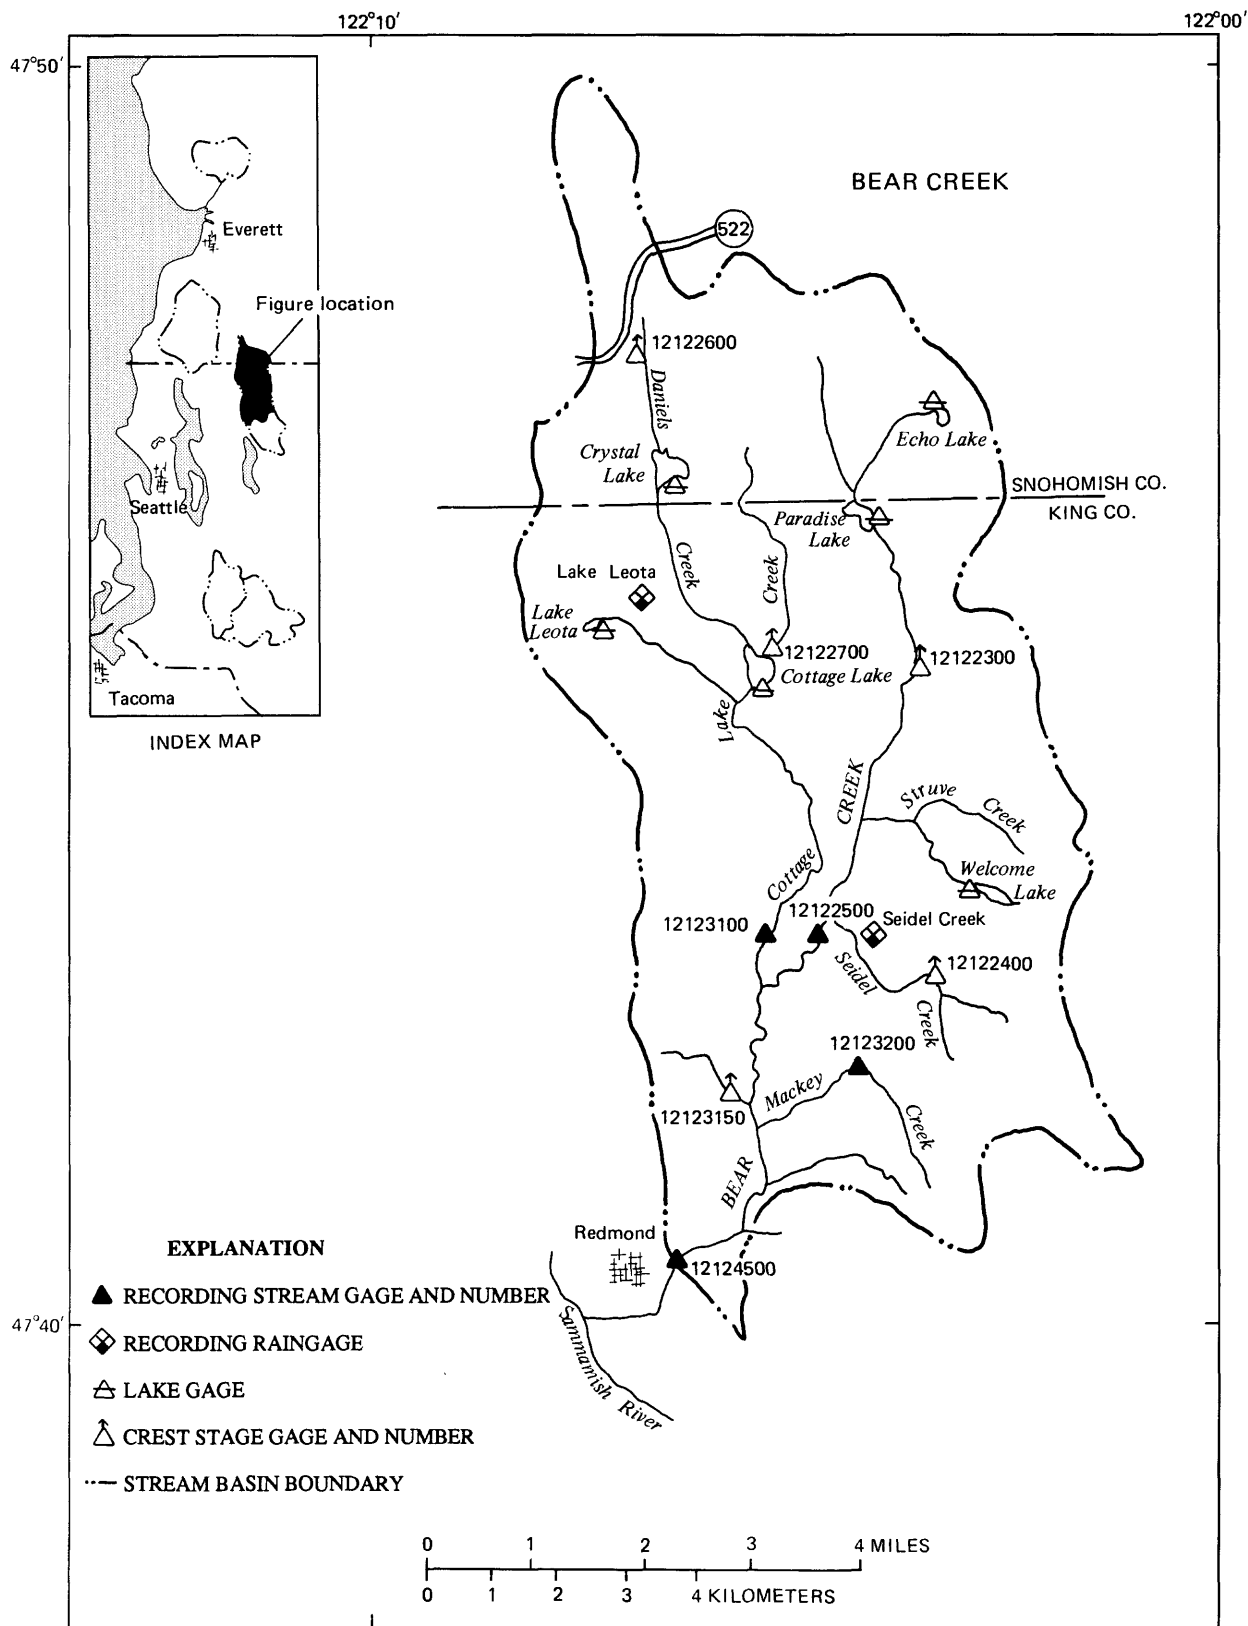 122°10'
122°00'
47°50'
BEAR CREEK
522
Everett
Figure location
Seattle
Tacoma
INDEX MAP
12122600
Daniels
Creek
Crystal
Lake
Echo Lake
SNOHOMISH CO.
KING CO.
Paradise
Lake
Creek
Lake Leota
Lake
Leota
12122700
Cottage Lake
12122300
Lake
CREEK
Struve
Creek
Welcome
Lake
Cottage
12123100
12122500
Seidel Creek
Seidel
Creek
12122400
12123200
Mackey
Creek
12123150
BEAR
Redmond
12124500
Sammamish River
47°40'
EXPLANATION
RECORDING STREAM GAGE AND NUMBER
RECORDING RAINGAGE
LAKE GAGE
CREST STAGE GAGE AND NUMBER
STREAM BASIN BOUNDARY
0 1 2 3 4 MILES
0 1 2 3 4 KILOMETERS